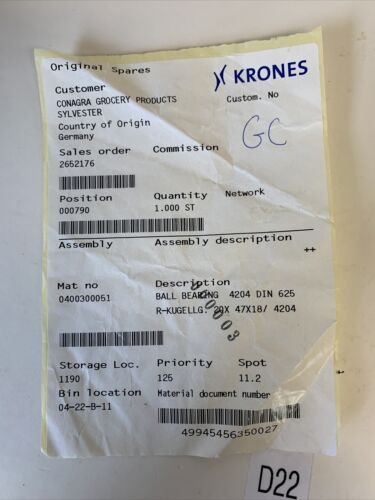 Original Spares
KRONES
Customer
Custom. No
CONAGRA GROCERY PRODUCTS
SYLVESTER
GC
Country of Origin
Germany
Sales order Commission
2652176
Position Quantity Network
000790 1.000 ST
Assembly Assembly description
++
Mat no Description
0400300051 BALL BEARING 4204 DIN 625
R-KUGELLG. 20X 47X18/ 4204
Storage Loc. Priority Spot
1190 125 11.2
Bin location Material document number
04-22-B-11
49945456350027
D22